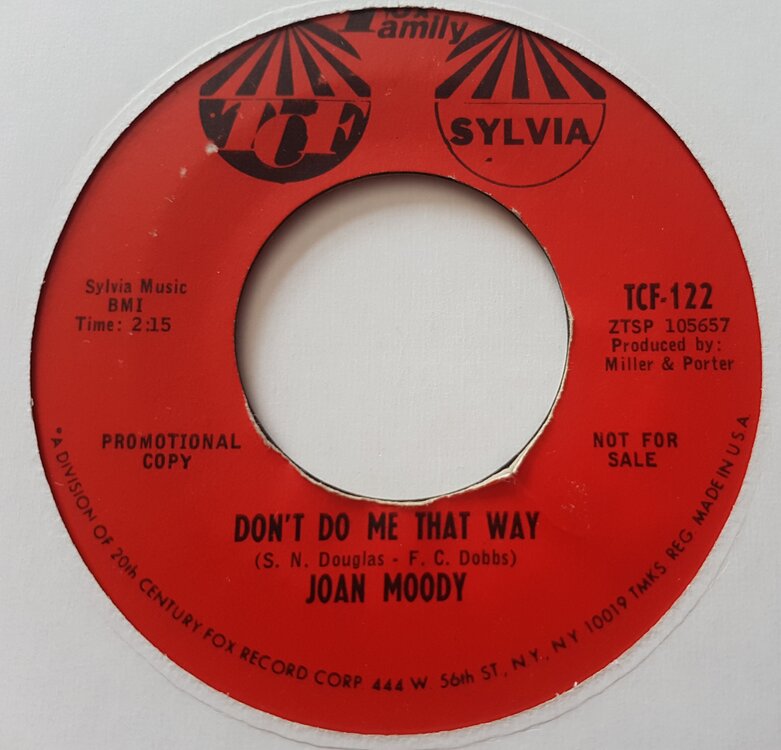 Fox
Family
TCF
SYLVIA
Sylvia Music
BMI
Time: 2:15
TCF-122
ZTSP 105657
Produced by:
Miller & Porter
PROMOTIONAL
COPY
NOT FOR
SALE
DON'T DO ME THAT WAY
(S. N. Douglas - F. C. Dobbs)
JOAN MOODY
*A DIVISION OF 20th CENTURY FOX RECORD CORP. 444 W. 56th ST., N.Y., N.Y. 10019 TMKS. REG. MADE IN U.S.A.